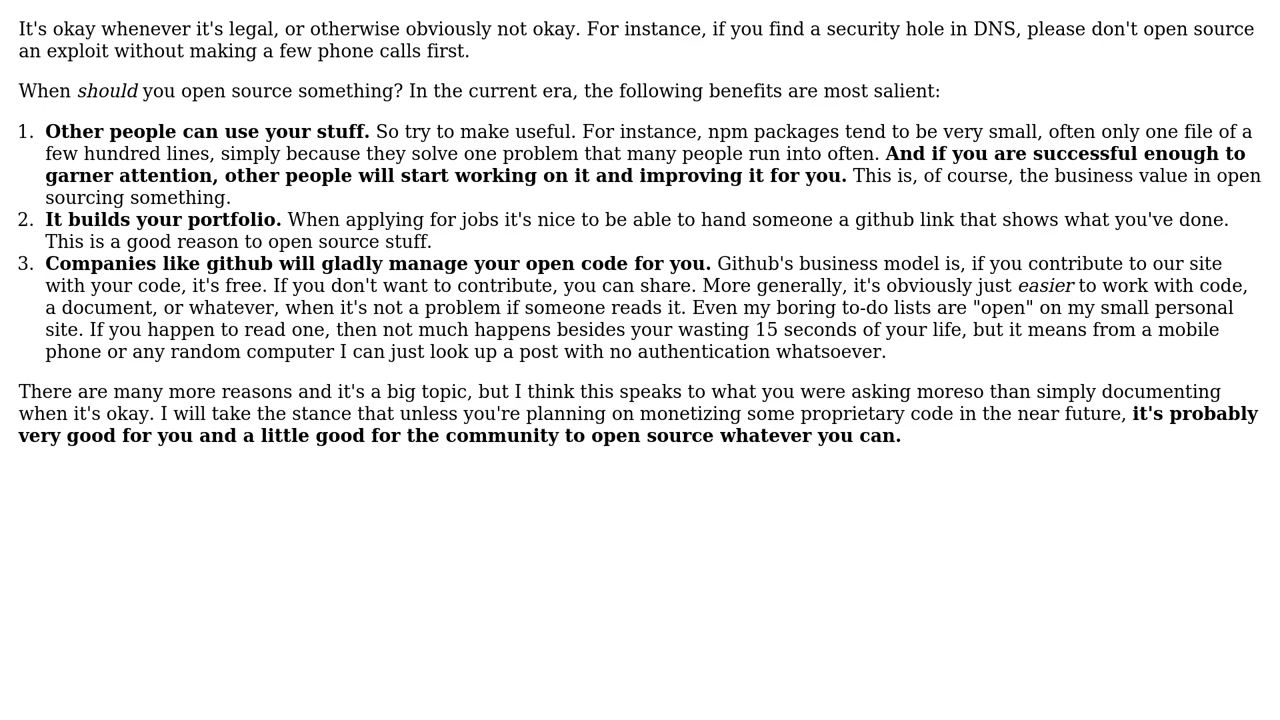 It's okay whenever it's legal, or otherwise obviously not okay. For instance, if you find a security hole in DNS, please don't open source
an exploit without making a few phone calls first.
When should you open source something? In the current era, the following benefits are most salient:
1. Other people can use your stuff. So try to make useful. For instance, npm packages tend to be very small, often only one file of a
few hundred lines, simply because they solve one problem that many people run into often. And if you are successful enough to
garner attention, other people will start working on it and improving it for you. This is, of course, the business value in open
sourcing something.
2. It builds your portfolio. When applying for jobs it's nice to be able to hand someone a github link that shows what you've done.
This is a good reason to open source stuff.
3. Companies like github will gladly manage your open code for you. Github's business model is, if you contribute to our site
with your code, it's free. If you don't want to contribute, you can share. More generally, it's obviously just easier to work with code,
a document, or whatever, when it's not a problem if someone reads it. Even my boring to-do lists are "open" on my small personal
site. If you happen to read one, then not much happens besides your wasting 15 seconds of your life, but it means from a mobile
phone or any random computer I can just look up a post with no authentication whatsoever.
There are many more reasons and it's a big topic, but I think this speaks to what you were asking moreso than simply documenting
when it's okay. I will take the stance that unless you're planning on monetizing some proprietary code in the near future, it's probably
very good for you and a little good for the community to open source whatever you can.